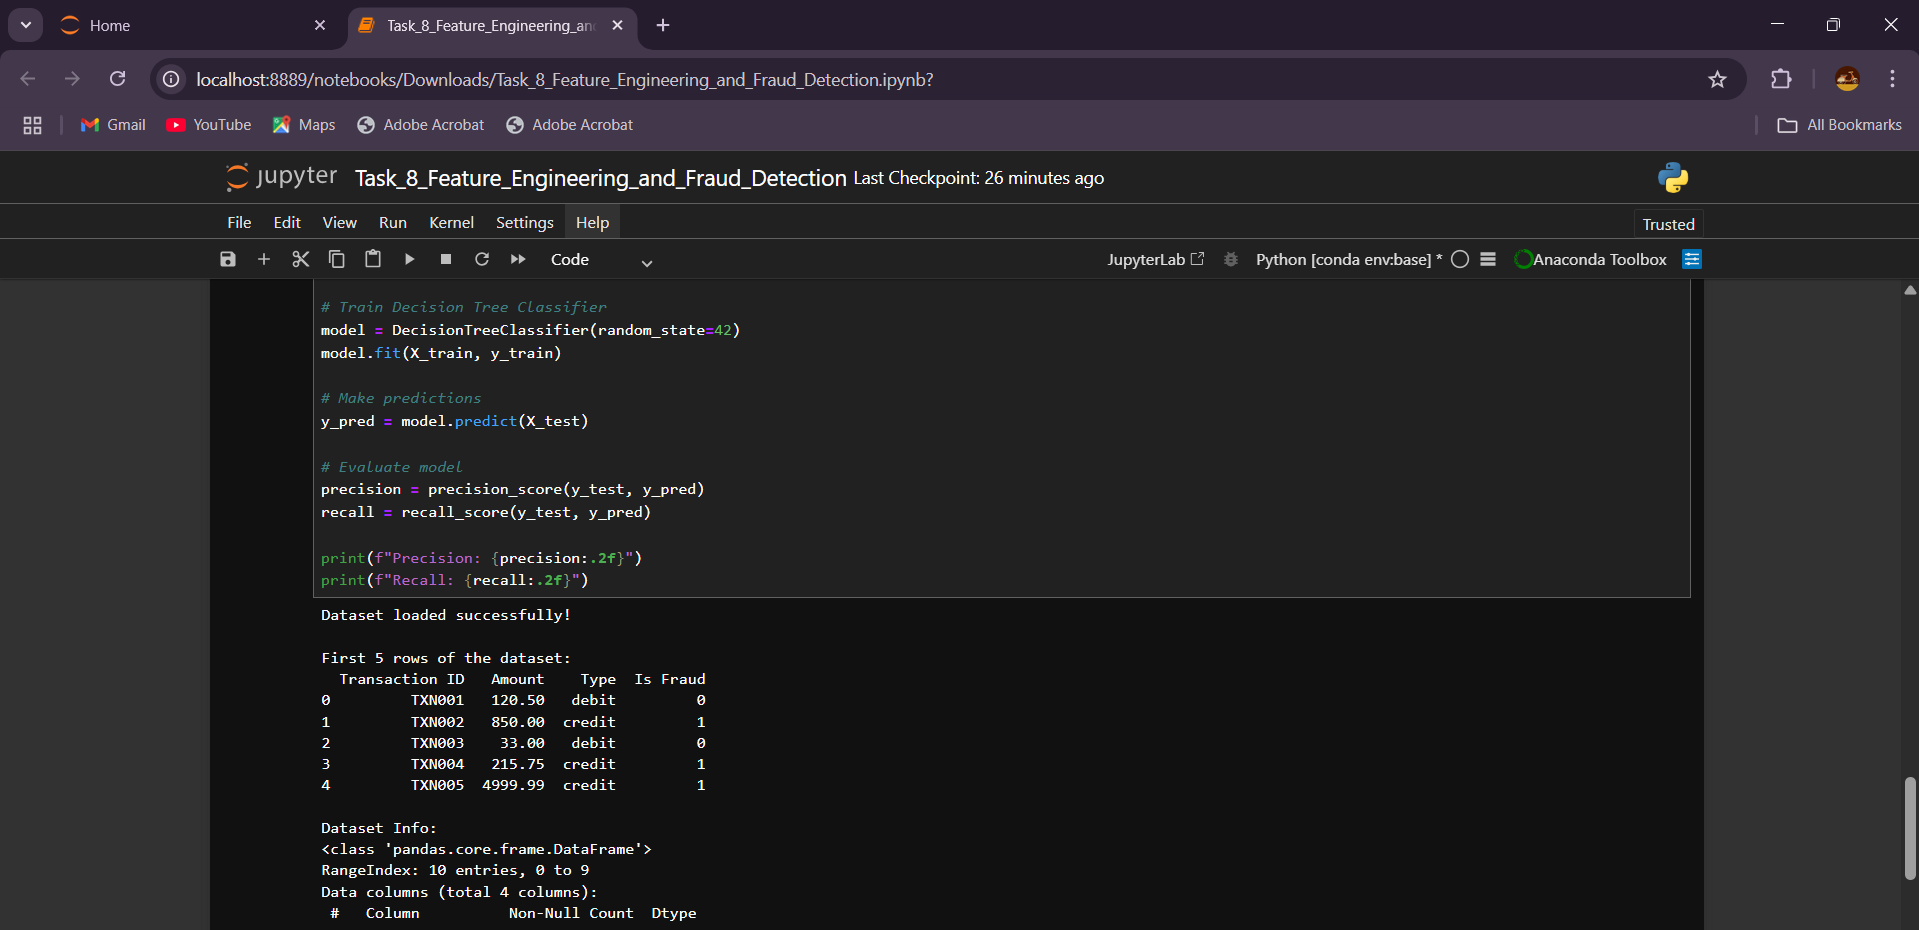 Home
Task_8_Feature_Engineering_an
localhost:8889/notebooks/Downloads/Task_8_Feature_Engineering_and_Fraud_Detection.ipynb?
Gmail YouTube Maps Adobe Acrobat Adobe Acrobat All Bookmarks
jupyter Task_8_Feature_Engineering_and_Fraud_Detection Last Checkpoint: 26 minutes ago
File Edit View Run Kernel Settings Help Trusted
Code JupyterLab Python [conda env:base] * Anaconda Toolbox
# Train Decision Tree Classifier
model = DecisionTreeClassifier(random_state=42)
model.fit(X_train, y_train)
# Make predictions
y_pred = model.predict(X_test)
# Evaluate model
precision = precision_score(y_test, y_pred)
recall = recall_score(y_test, y_pred)
print(f"Precision: {precision:.2f}")
print(f"Recall: {recall:.2f}")
Dataset loaded successfully!
First 5 rows of the dataset:
Transaction ID Amount Type Is Fraud
0 TXN001 120.50 debit 0
1 TXN002 850.00 credit 1
2 TXN003 33.00 debit 0
3 TXN004 215.75 credit 1
4 TXN005 4999.99 credit 1
Dataset Info:
<class 'pandas.core.frame.DataFrame'>
RangeIndex: 10 entries, 0 to 9
Data columns (total 4 columns):
# Column Non-Null Count Dtype